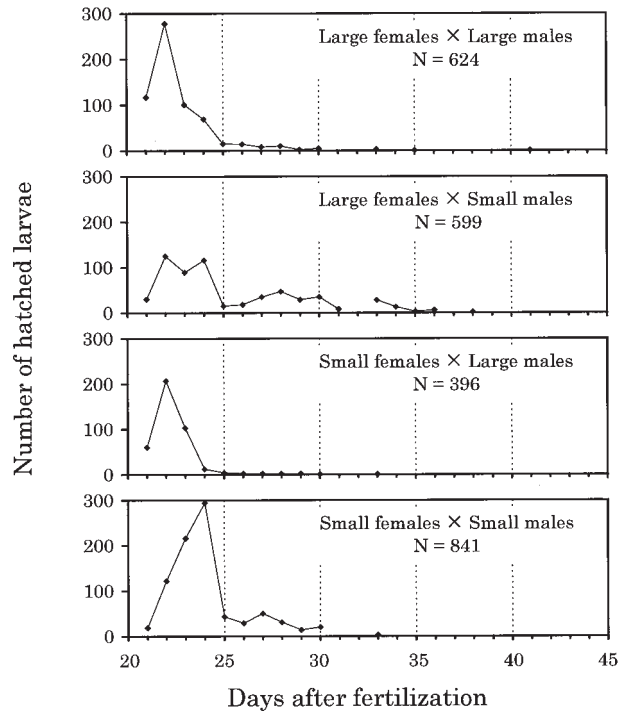 300
200
100
0
Large females × Large males
N = 624
300
200
100
0
Large females × Small males
N = 599
300
200
100
0
Small females × Large males
N = 396
300
200
100
0
Small females × Small males
N = 841
20 25 30 35 40 45
Days after fertilization
Number of hatched larvae